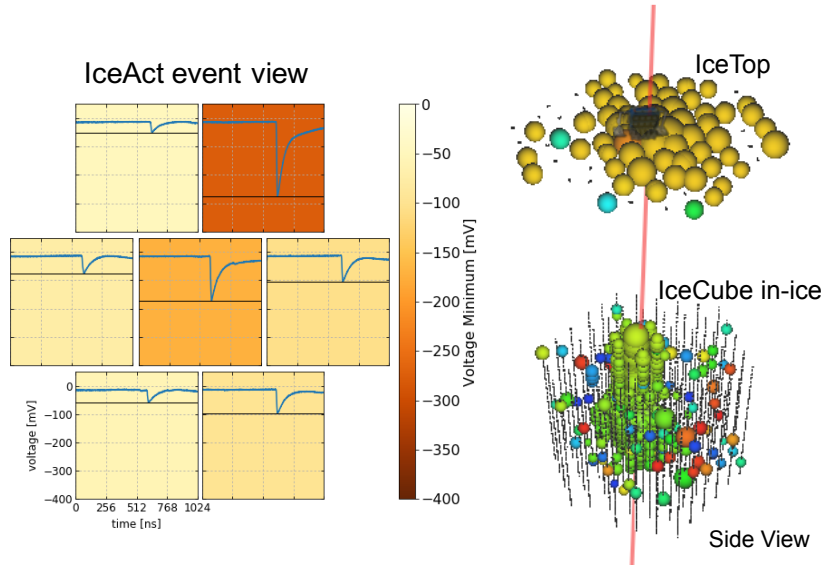 IceAct event view
IceTop
0
−50
−100
−150
−200
−250
−300
−350
−400
Voltage Minimum [mV]
IceCube in-ice
0
−100
−200
−300
−400
voltage [mV]
0 256 512 768 1024
time [ns]
Side View